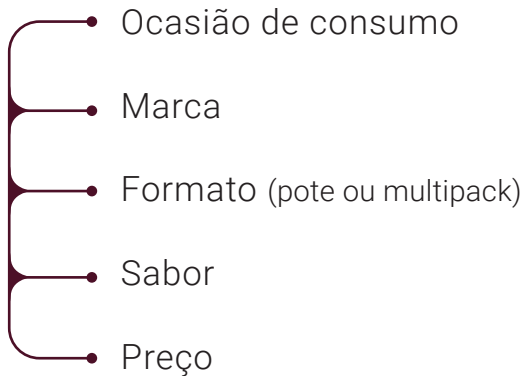 Ocasião de consumo
Marca
Formato (pote ou multipack)
Sabor
Preço